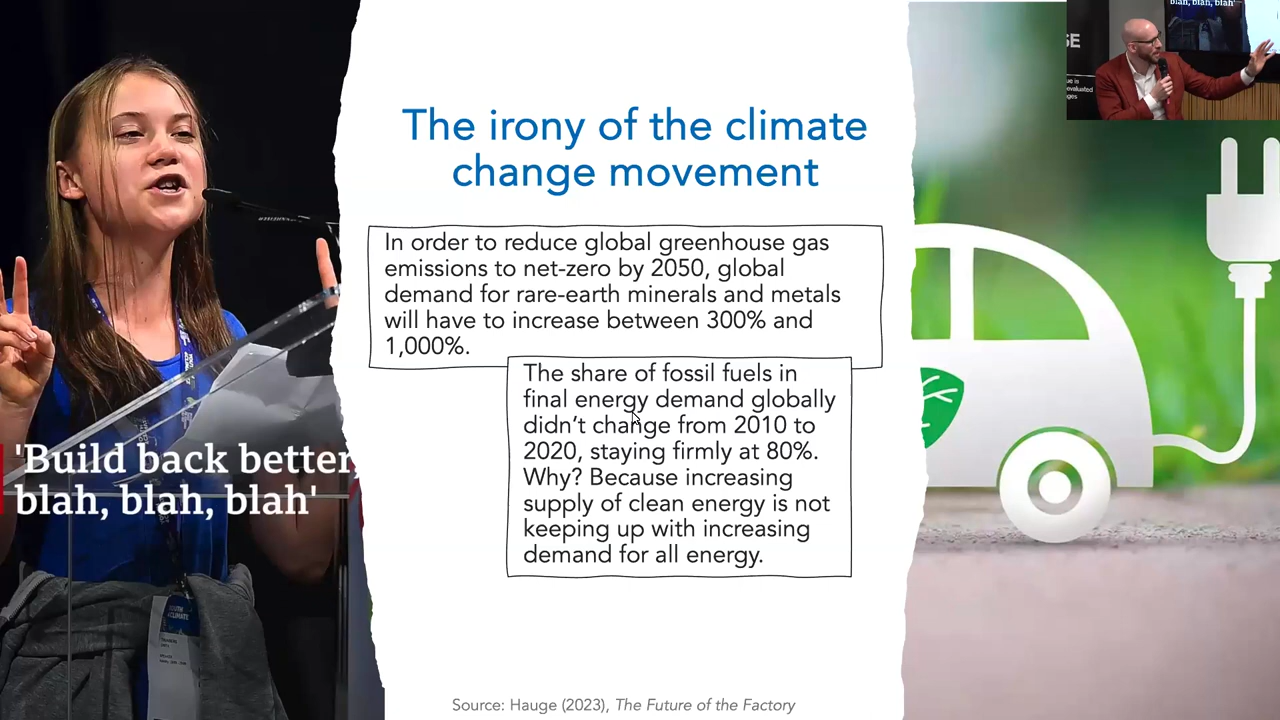 The irony of the climate
change movement
In order to reduce global greenhouse gas
emissions to net-zero by 2050, global
demand for rare-earth minerals and metals
will have to increase between 300% and
1,000%.
The share of fossil fuels in
final energy demand globally
didn’t change from 2010 to
2020, staying firmly at 80%.
Why? Because increasing
supply of clean energy is not
keeping up with increasing
demand for all energy.
'Build back better,
blah, blah, blah'
Source: Hauge (2023), The Future of the Factory
blah, blah, blah'